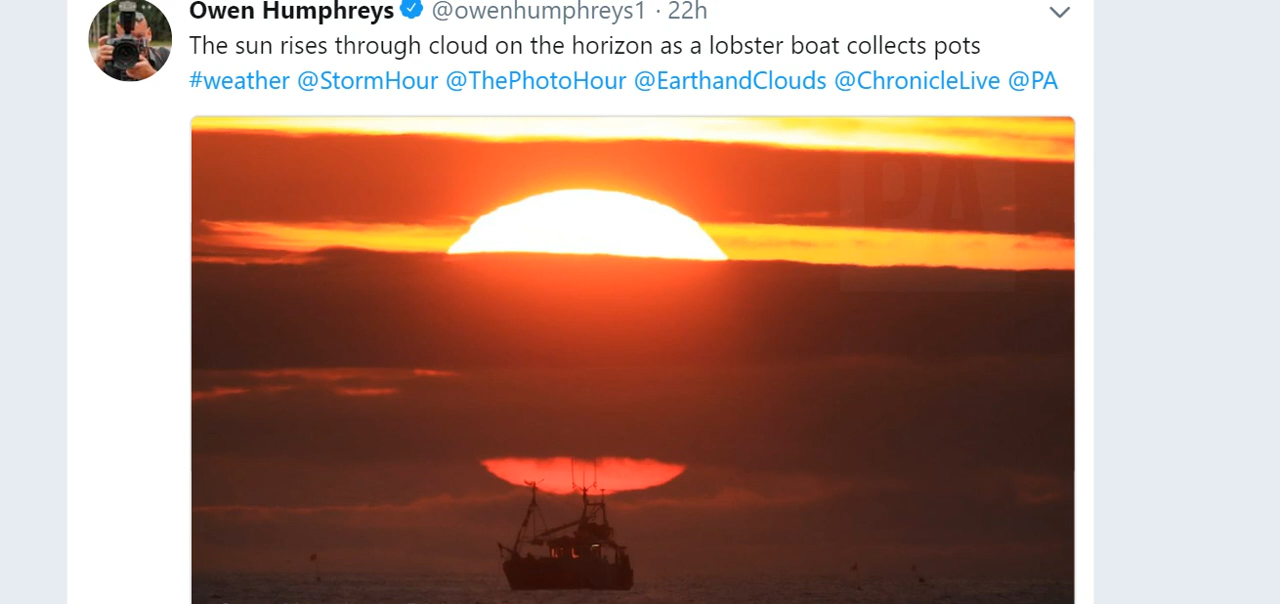 Owen Humphreys @owenhumphreys1 · 22h
The sun rises through cloud on the horizon as a lobster boat collects pots
#weather @StormHour @ThePhotoHour @EarthandClouds @ChronicleLive @PA
PA